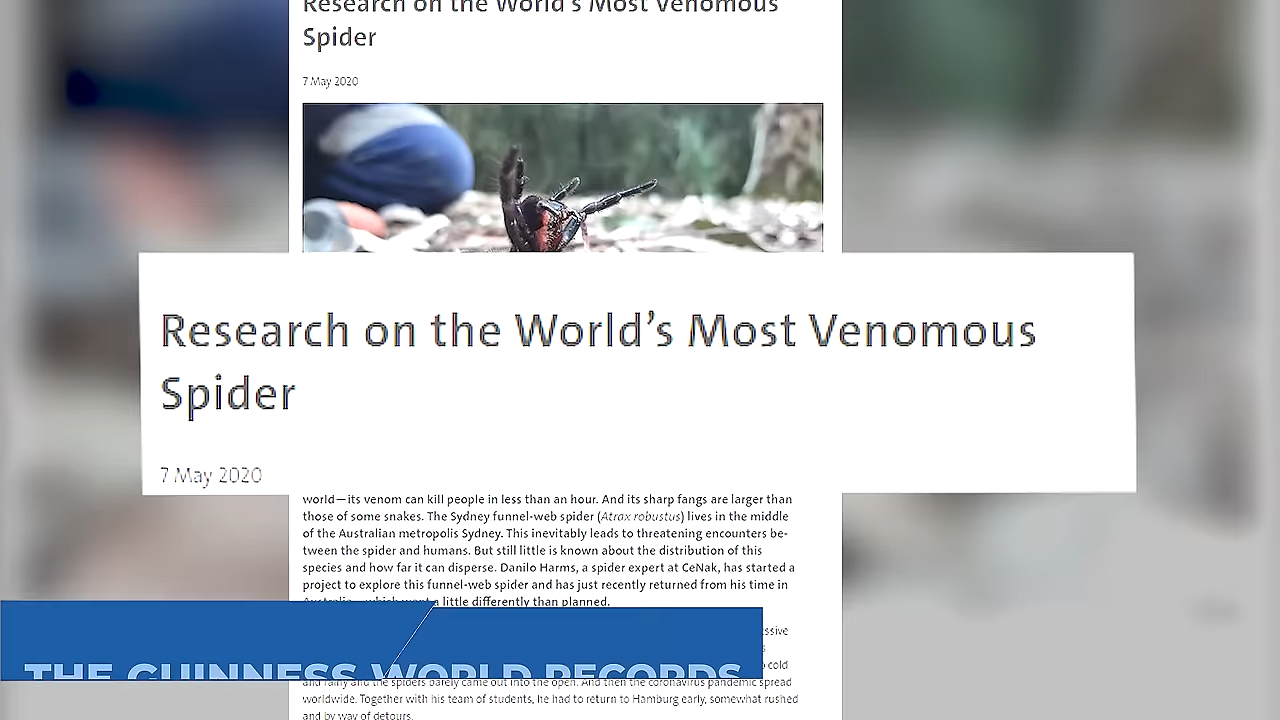 Research on the World's Most Venomous
Spider
7 May 2020
Research on the World’s Most Venomous
Spider
7 May 2020
world—its venom can kill people in less than an hour. And its sharp fangs are larger than
those of some snakes. The Sydney funnel-web spider (Atrax robustus) lives in the middle
of the Australian metropolis Sydney. This inevitably leads to threatening encounters be-
tween the spider and humans. But still little is known about the distribution of this
species and how far it can disperse. Danilo Harms, a spider expert at CeNak, has started a
project to explore this funnel-web spider and has just recently returned from his time in
Australia—which went a little differently than planned.
THE GUINNESS WORLD RECORDS
cold
and rainy and the spiders barely came out into the open. And then the coronavirus pandemic spread
worldwide. Together with his team of students, he had to return to Hamburg early, somewhat rushed
and by way of detours.